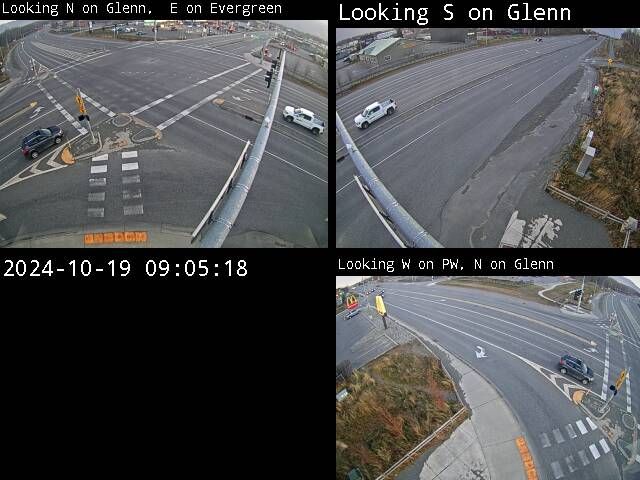 Looking N on Glenn,  E on Evergreen
Looking S on Glenn
2024-10-19 09:05:18
Looking W on PW, N on Glenn